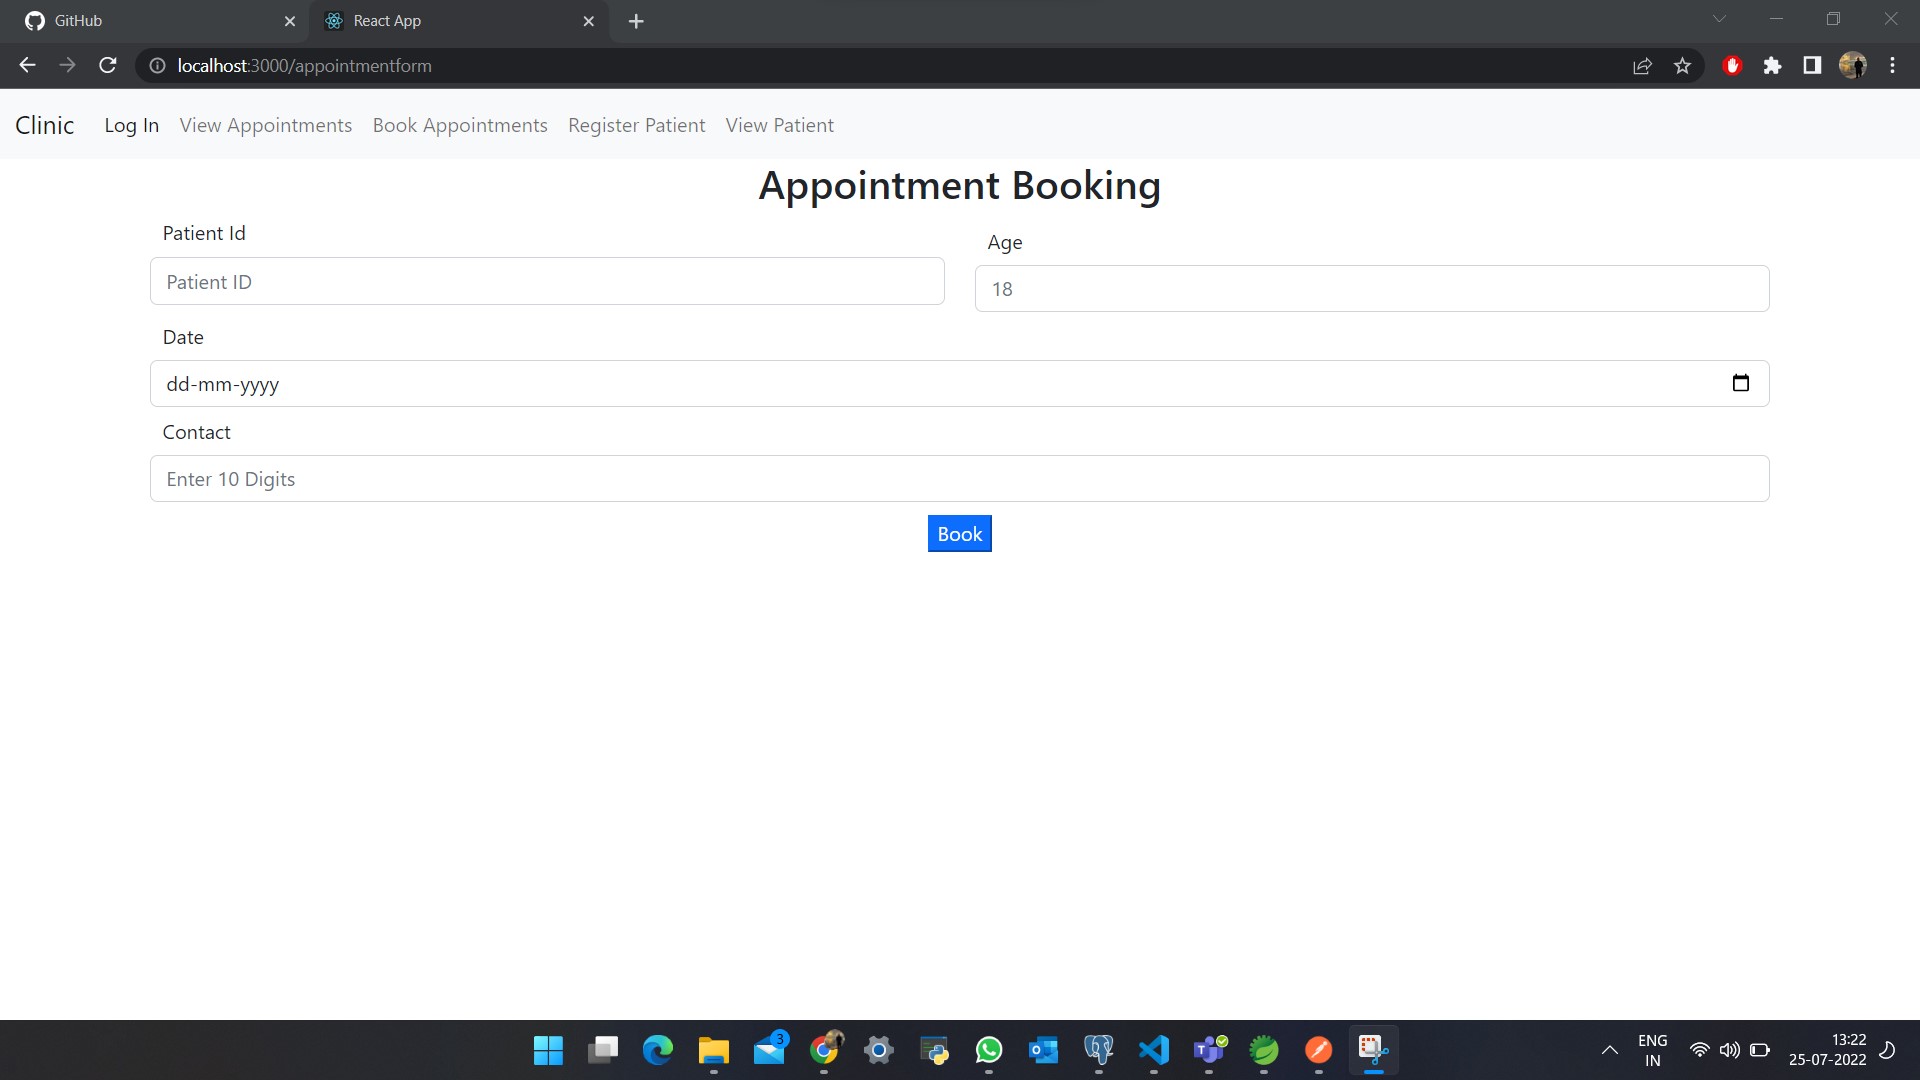 GitHub
React App
localhost:3000/appointmentform
Clinic Log In View Appointments Book Appointments Register Patient View Patient
Appointment Booking
Patient Id
Age
Patient ID
18
Date
dd-mm-yyyy
Contact
Enter 10 Digits
Book
3
ENG
IN
13:22
25-07-2022